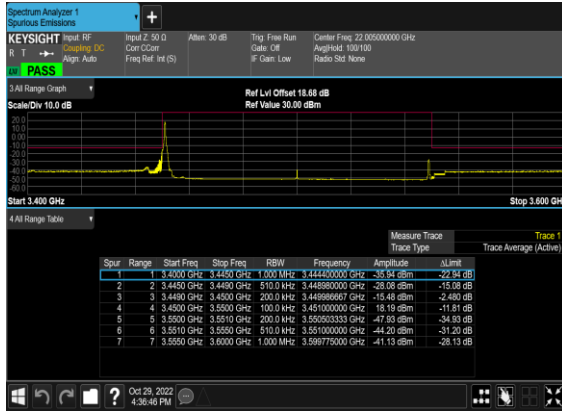 Spectrum Analyzer 1
Spurious Emissions
KEYSIGHT Input: RF
R T Coupling: DC
Align: Auto
Input Z: 50 Ω
Corr CCorr
Freq Ref: Int (S)
Atten: 30 dB
Trig: Free Run
Gate: Off
IF Gain: Low
Center Freq: 22.005000000 GHz
Avg|Hold: 100/100
Radio Std: None
PASS
3 All Range Graph
Scale/Div 10.0 dB
Ref Lvl Offset 18.68 dB
Ref Value 30.00 dBm
20.0
10.0
0.00
-10.0
-20.0
-30.0
-40.0
-50.0
-60.0
Start 3.400 GHz
Stop 3.600 GHz
4 All Range Table
Measure Trace Trace 1
Trace Type Trace Average (Active)
Spur Range Start Freq Stop Freq RBW Frequency Amplitude ΔLimit
1 1 3.4000 GHz 3.4450 GHz 1.000 MHz 3.444400000 GHz -35.94 dBm -22.94 dB
2 2 3.4450 GHz 3.4490 GHz 510.0 kHz 3.448980000 GHz -28.08 dBm -15.08 dB
3 3 3.4490 GHz 3.4500 GHz 200.0 kHz 3.449986667 GHz -15.48 dBm -2.480 dB
4 4 3.4500 GHz 3.5500 GHz 100.0 kHz 3.451000000 GHz 18.19 dBm -11.81 dB
5 5 3.5500 GHz 3.5510 GHz 200.0 kHz 3.550503333 GHz -47.93 dBm -34.93 dB
6 6 3.5510 GHz 3.5550 GHz 510.0 kHz 3.551000000 GHz -44.20 dBm -31.20 dB
7 7 3.5550 GHz 3.6000 GHz 1.000 MHz 3.599775000 GHz -41.13 dBm -28.13 dB
? Oct 29, 2022
4:36:46 PM